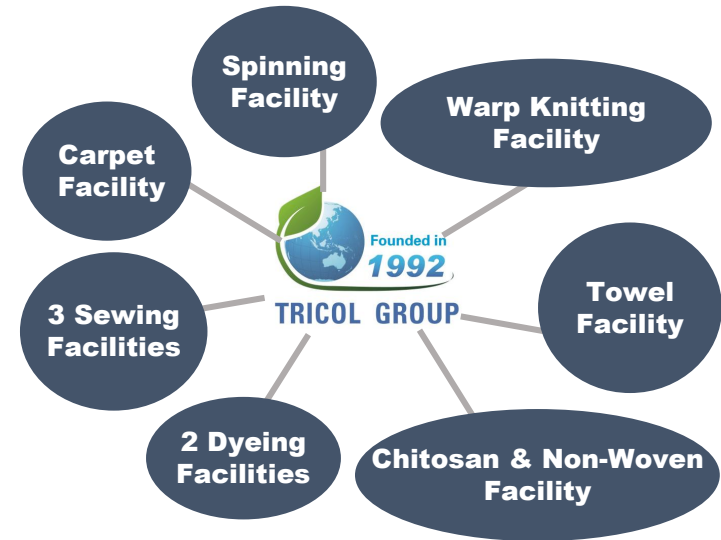 Spinning
Facility
Warp Knitting
Facility
Carpet
Facility
Founded in
1992
TRICOL GROUP
Towel
Facility
3 Sewing
Facilities
2 Dyeing
Facilities
Chitosan & Non-Woven
Facility